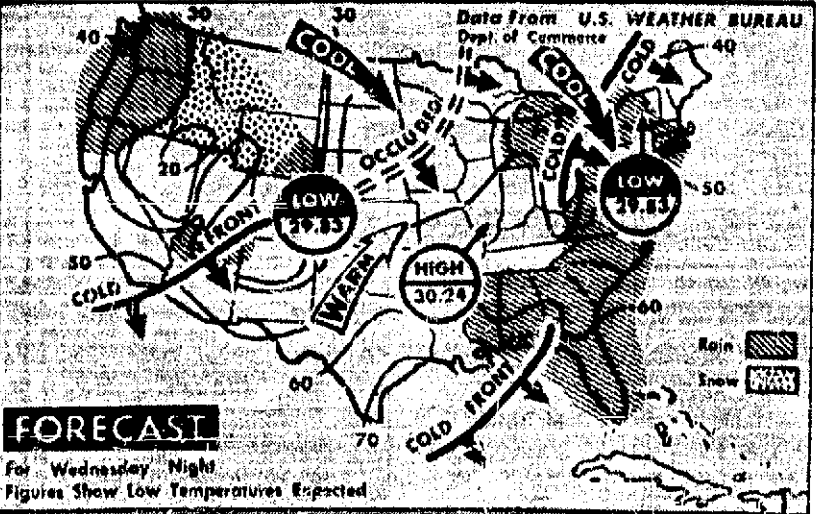 30
30
Data From U.S. WEATHER BUREAU
Dept. of Commerce
40
COOL
COOL
COLD
40
OCCLUDED
COLD
20
LOW
29.83
LOW
50
FRONT
50
COLD
WARM
HIGH
30.24
60
Rain
Snow
60
COLD FRONT
70
FORECAST
For Wednesday Night
Figures Show Low Temperatures Expected